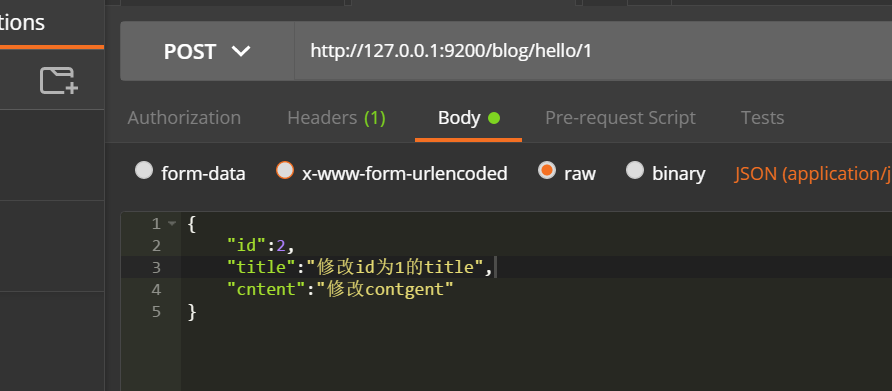 tions
POST http://127.0.0.1:9200/blog/hello/1
Authorization Headers (1) Body Pre-request Script Tests
form-data x-www-form-urlencoded raw binary JSON (application/j
1 {
2 "id":2,
3 "title":"修改id为1的title",
4 "cntent":"修改contgent"
5 }